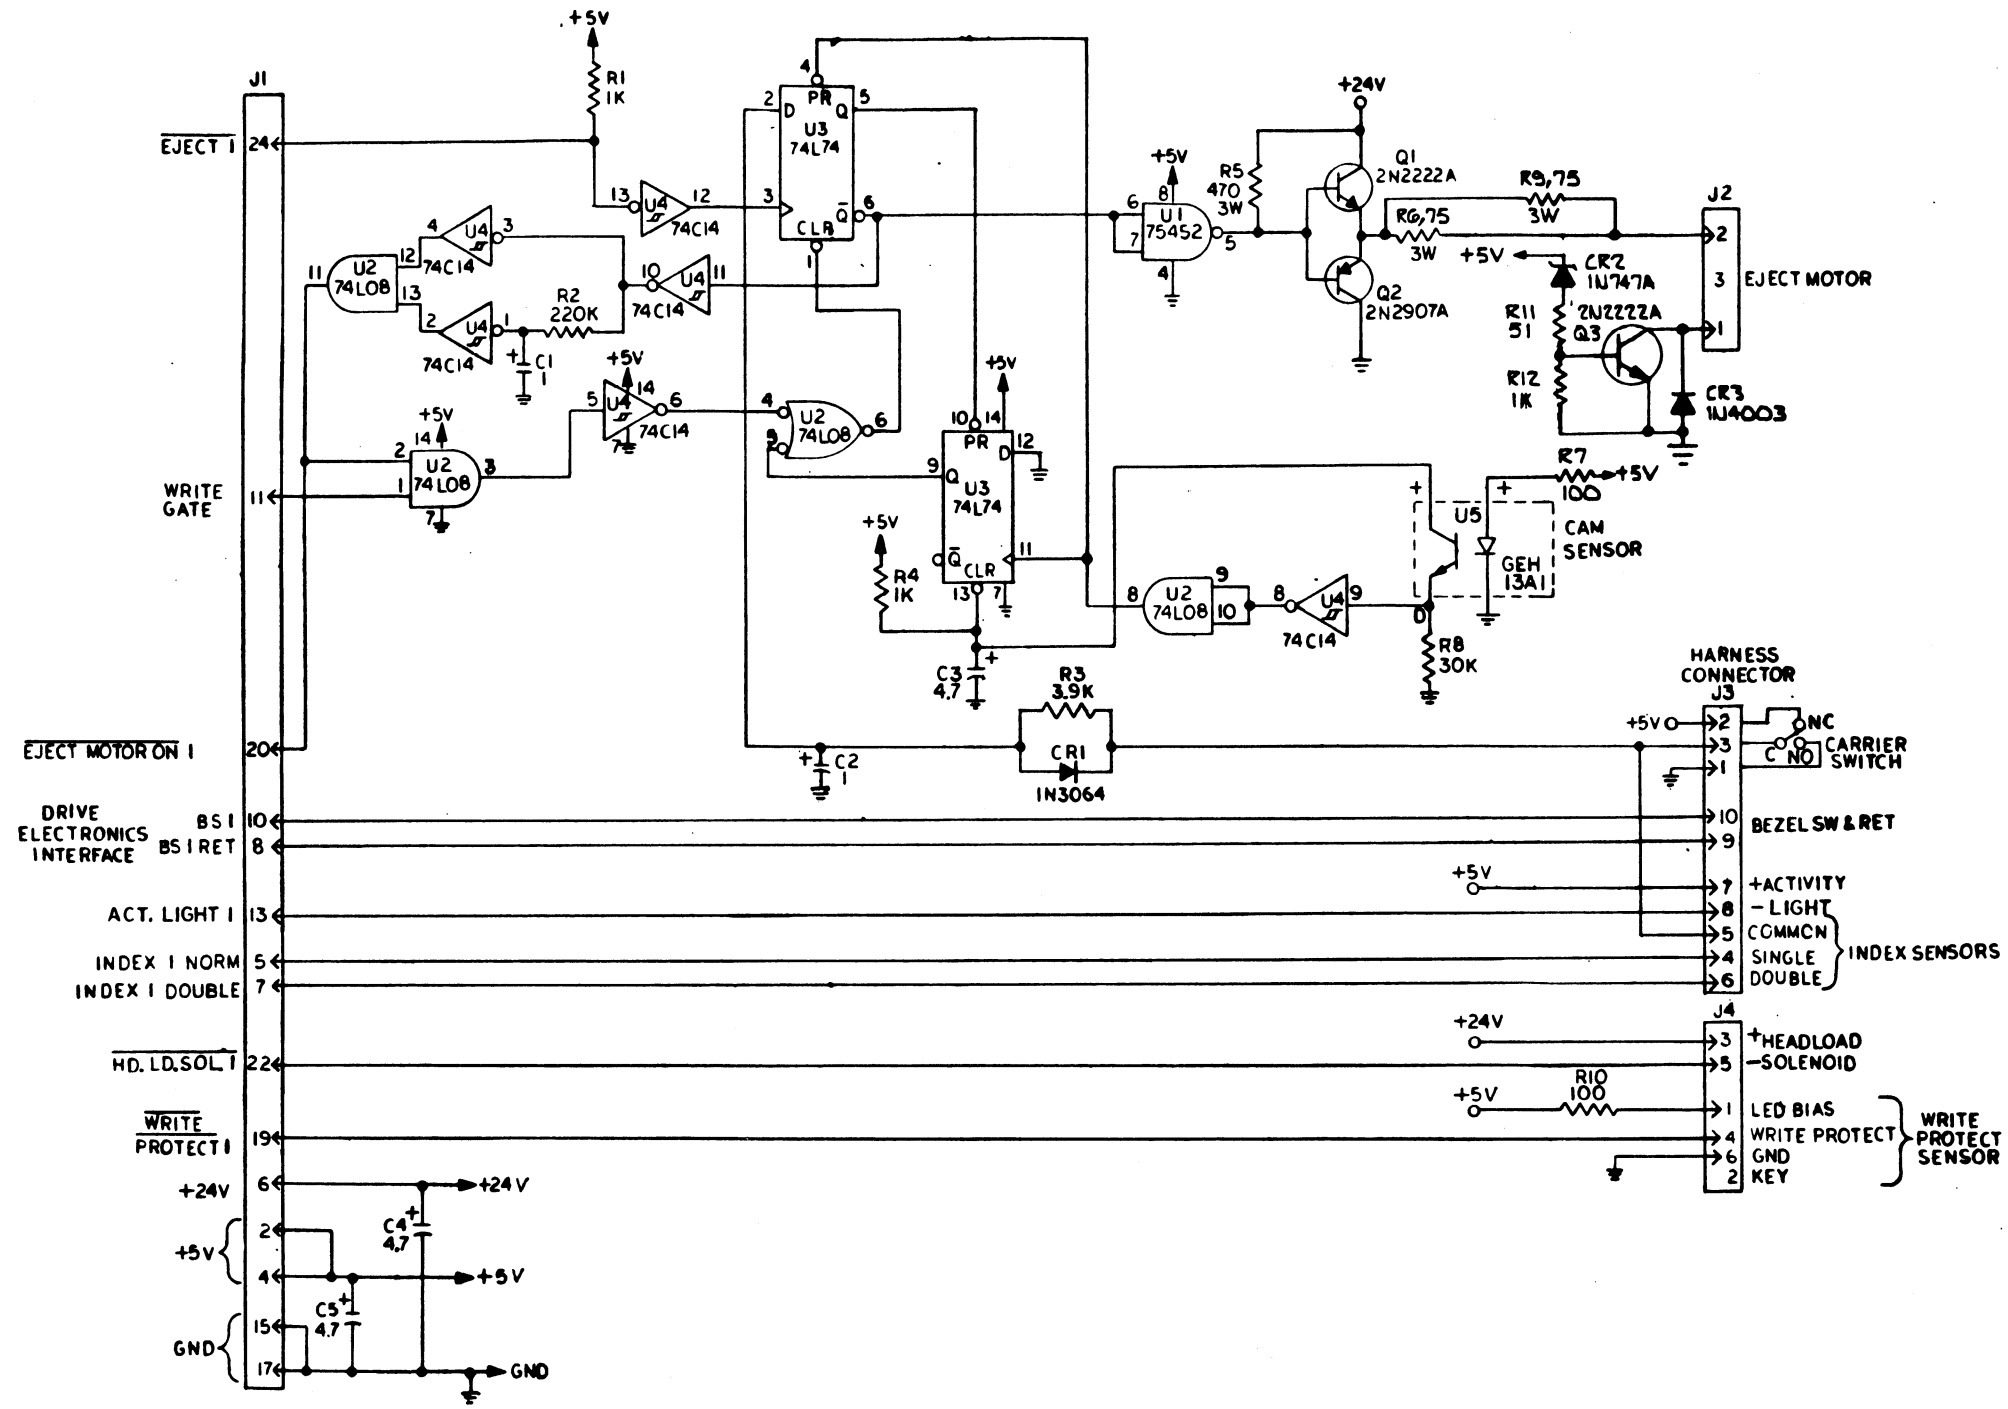 +5V
R1
1K
J1
EJECT 1
24
13
U4
12
74C14
4
2
D
PR
Q
5
U3
74L74
3
Q
6
CLR
1
4
U4
3
74C14
11
U2
74L08
12
13
10
U4
11
74C14
R2
220K
2
U4
1
74C14
+
C1
1
+5V
14
5
U4
6
7
74C14
+5V
14
2
U2
74L08
3
1
7
WRITE
GATE
11
4
U2
74L08
6
+5V
10
14
PR
D
12
9
Q
U3
74L74
Q
11
CLR
13
7
+5V
R4
1K
+
C3
4.7
+5V
8
6
U1
75452
7
5
4
+24V
R5
470
3W
Q1
2N2222A
Q2
2N2907A
R9,75
3W
R6,75
3W
+5V
CR2
1N747A
R11
51
2N2222A
Q3
R12
1K
CR3
1N4003
J2
2
3
1
EJECT MOTOR
R7
100
+5V
+
+
U5
GEH
13A1
CAM
SENSOR
8
U2
74L08
9
10
8
U4
9
74C14
D
R8
30K
R3
3.9K
CR1
1N3064
+
C2
1
EJECT MOTOR ON 1
20
HARNESS
CONNECTOR
J3
+5V
2
NC
3
C
NO
1
CARRIER
SWITCH
DRIVE
ELECTRONICS
INTERFACE
BS 1
10
10
BS 1 RET
8
9
BEZEL SW & RET
+5V
7
+ACTIVITY
ACT. LIGHT 1
13
8
-LIGHT
5
COMMON
INDEX 1 NORM
5
4
SINGLE
INDEX 1 DOUBLE
7
6
DOUBLE
INDEX SENSORS
J4
+24V
3
+HEADLOAD
HD. LD. SOL. 1
22
5
-SOLENOID
+5V
R10
100
1
LED BIAS
WRITE
PROTECT 1
19
4
WRITE PROTECT
6
GND
2
KEY
WRITE
PROTECT
SENSOR
+24V
6
+24V
+
C4
4.7
+5V
2
4
+5V
+
C5
4.7
GND
15
17
GND